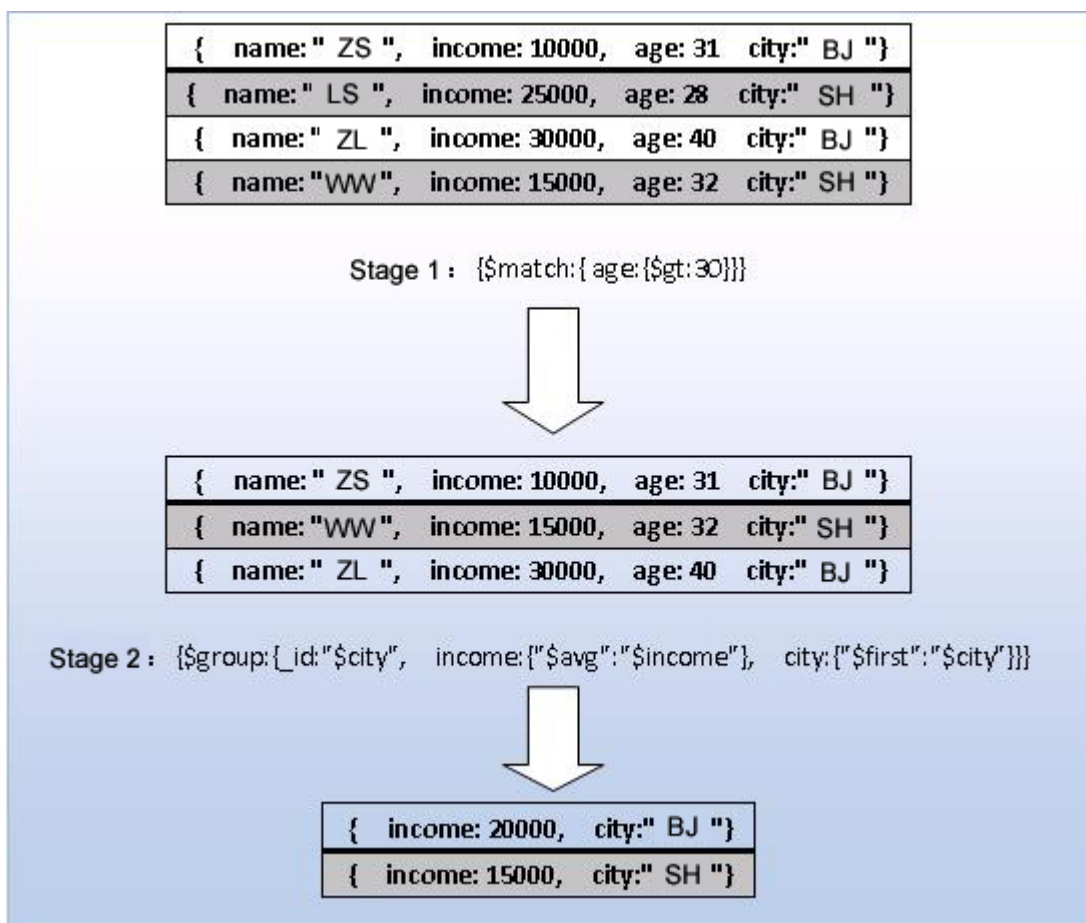 { name: " ZS ", income: 10000, age: 31 city:" BJ "}
{ name: " LS ", income: 25000, age: 28 city:" SH "}
{ name: " ZL ", income: 30000, age: 40 city:" BJ "}
{ name: "WW", income: 15000, age: 32 city:" SH "}
Stage 1： {$match:{ age:{$gt:30}}}
{ name: " ZS ", income: 10000, age: 31 city:" BJ "}
{ name: "WW", income: 15000, age: 32 city:" SH "}
{ name: " ZL ", income: 30000, age: 40 city:" BJ "}
Stage 2： {$group:{_id:"$city", income:{"$avg":"$income"}, city:{"$first":"$city"}}}
{ income: 20000, city:" BJ "}
{ income: 15000, city:" SH "}